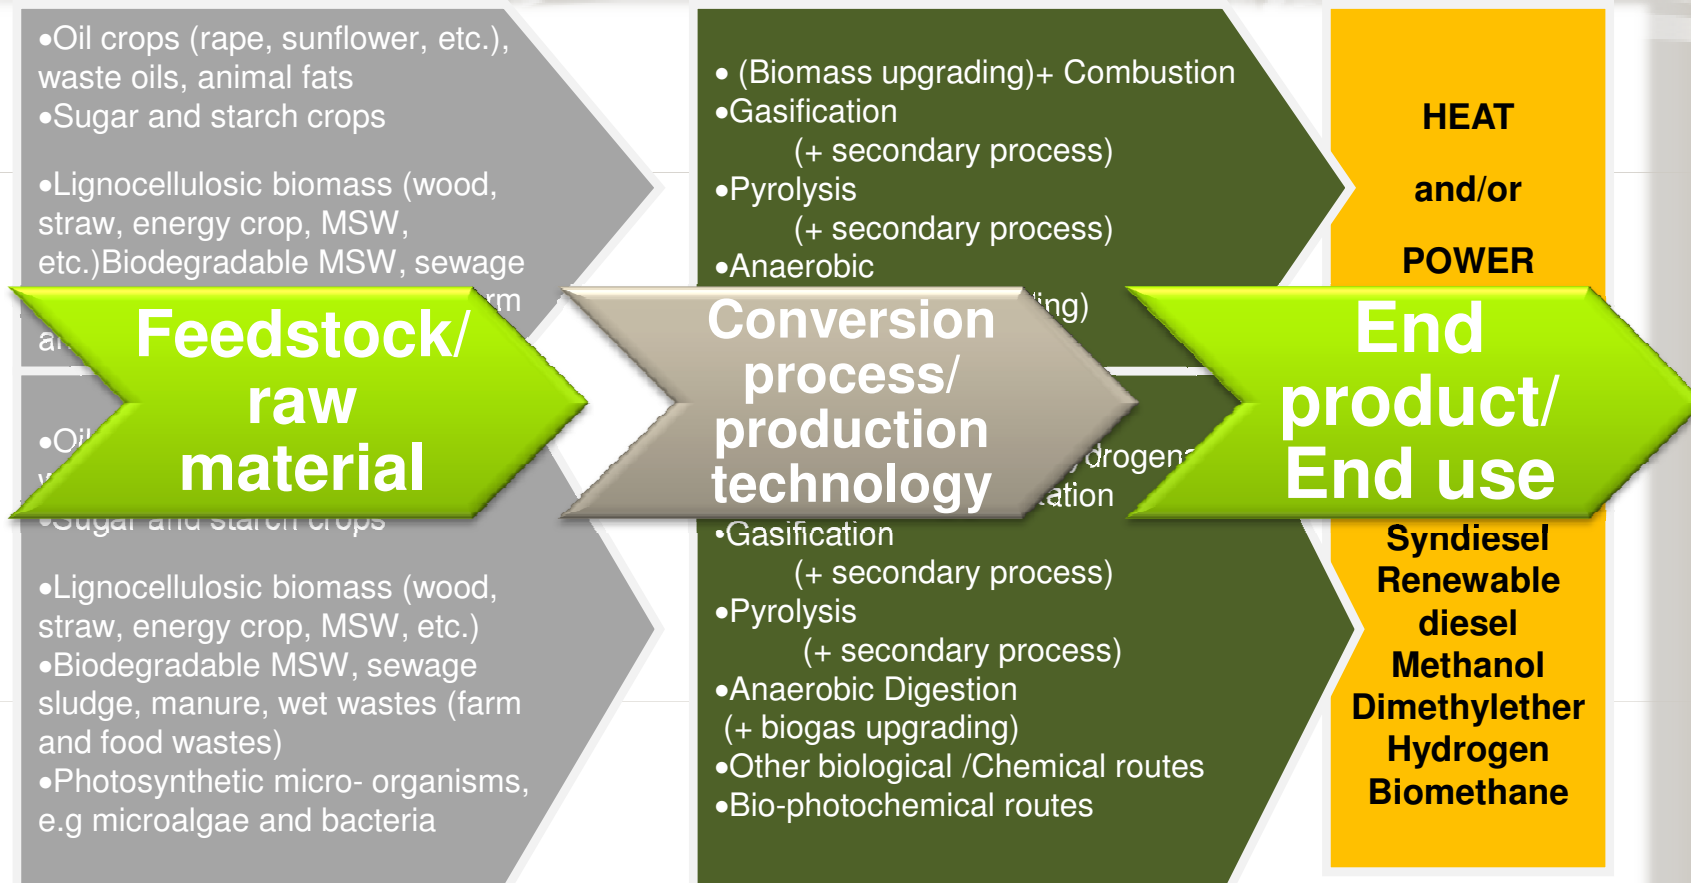 •Oil crops (rape, sunflower, etc.),
waste oils, animal fats
•Sugar and starch crops
•Lignocellulosic biomass (wood,
straw, energy crop, MSW,
etc.)Biodegradable MSW, sewage
•Sugar and starch crops
•Lignocellulosic biomass (wood,
straw, energy crop, MSW, etc.)
•Biodegradable MSW, sewage
sludge, manure, wet wastes (farm
and food wastes)
•Photosynthetic micro- organisms,
e.g microalgae and bacteria
Feedstock/
raw
material
• (Biomass upgrading)+ Combustion
•Gasification
(+ secondary process)
•Pyrolysis
(+ secondary process)
•Anaerobic
Conversion
process/
production
technology
•Gasification
(+ secondary process)
•Pyrolysis
(+ secondary process)
•Anaerobic Digestion
(+ biogas upgrading)
•Other biological /Chemical routes
•Bio-photochemical routes
HEAT
and/or
POWER
End
product/
End use
Syndiesel
Renewable
diesel
Methanol
Dimethylether
Hydrogen
Biomethane